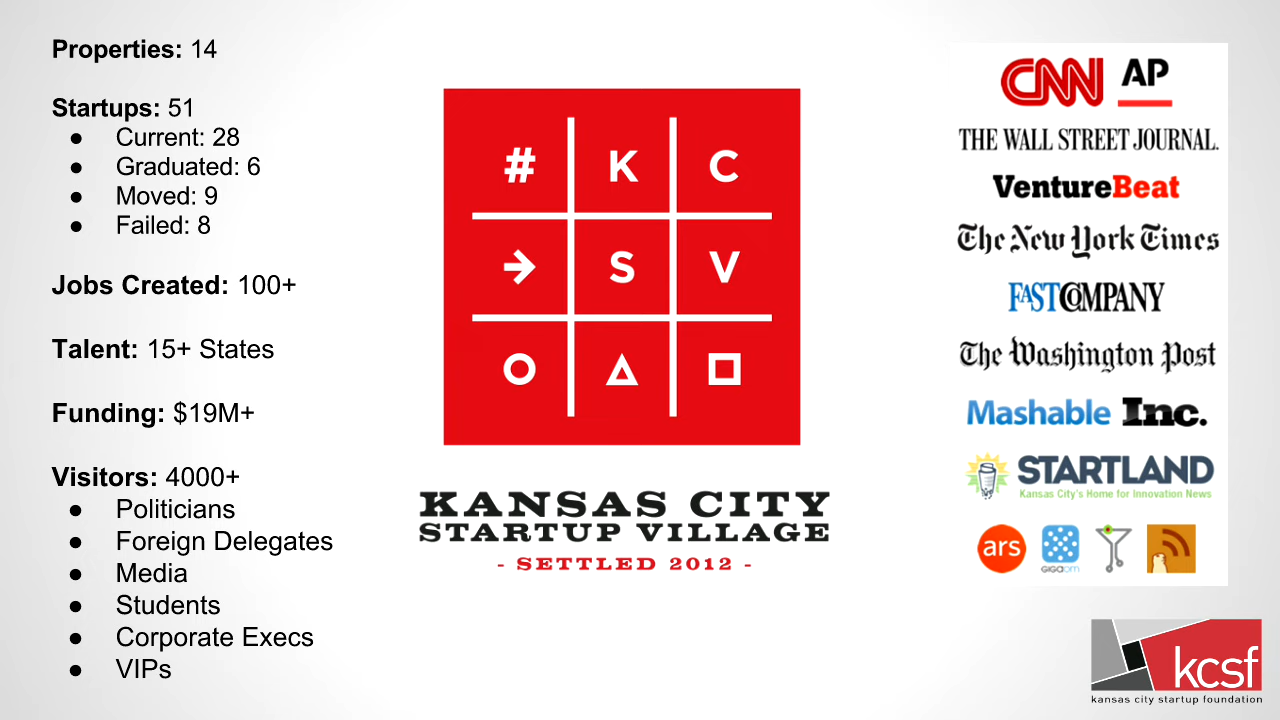 Properties: 14
Startups: 51
● Current: 28
● Graduated: 6
● Moved: 9
● Failed: 8
Jobs Created: 100+
Talent: 15+ States
Funding: $19M+
Visitors: 4000+
● Politicians
● Foreign Delegates
● Media
● Students
● Corporate Execs
● VIPs
# K C
→ S V
KANSAS CITY
STARTUP VILLAGE
- SETTLED 2012 -
CNN AP
THE WALL STREET JOURNAL.
VentureBeat
The New York Times
FAST COMPANY
The Washington Post
Mashable Inc.
STARTLAND
Kansas City's Home for Innovation News
ars GIGAOM
kcsf
kansas city startup foundation